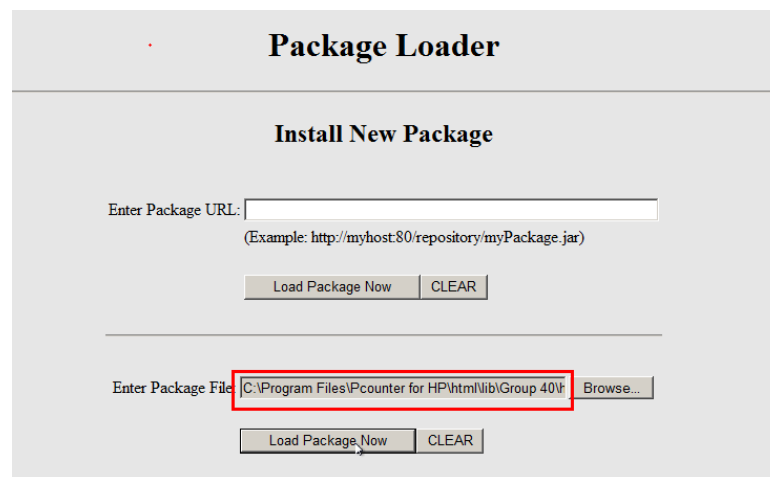 Package Loader
Install New Package
Enter Package URL:
(Example: http://myhost:80/repository/myPackage.jar)
Load Package Now CLEAR
Enter Package File: C:\Program Files\Pcounter for HP\html\lib\Group 40\h Browse...
Load Package Now CLEAR